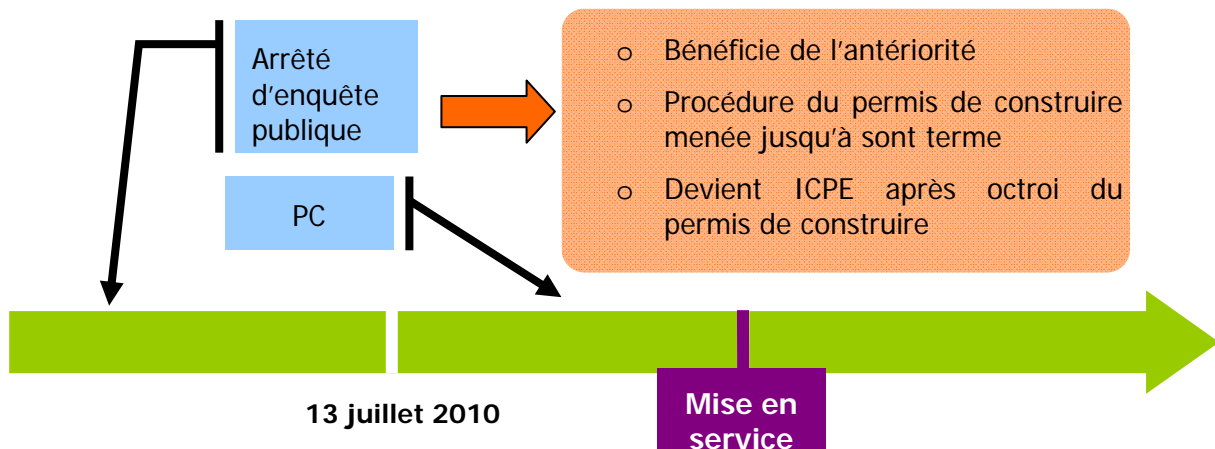 Arrêté
d'enquête
publique
PC
o Bénéficie de l'antériorité
o Procédure du permis de construire
menée jusqu'à sont terme
o Devient ICPE après octroi du
permis de construire
13 juillet 2010
Mise en
service